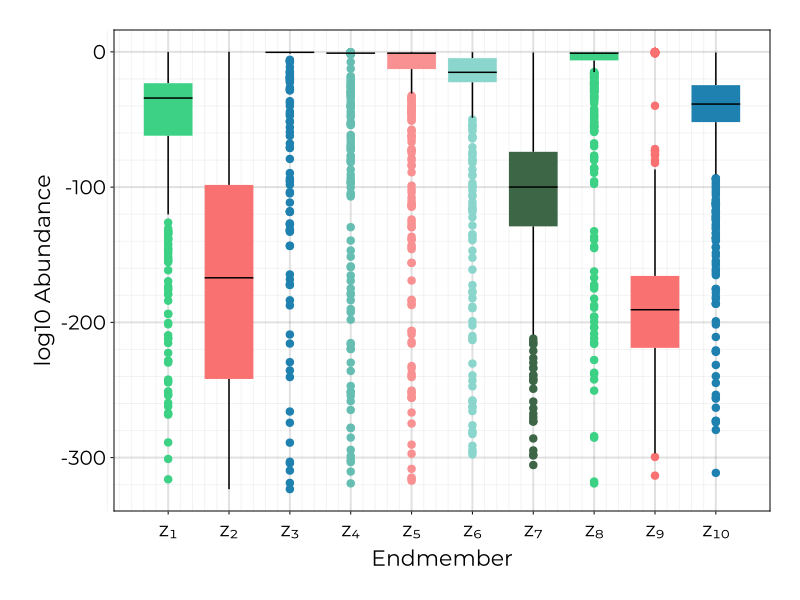 0
-100
-200
-300
log10 Abundance
z₁ z₂ z₃ z₄ z₅ z₆ z₇ z₈ z₉ z₁₀
Endmember